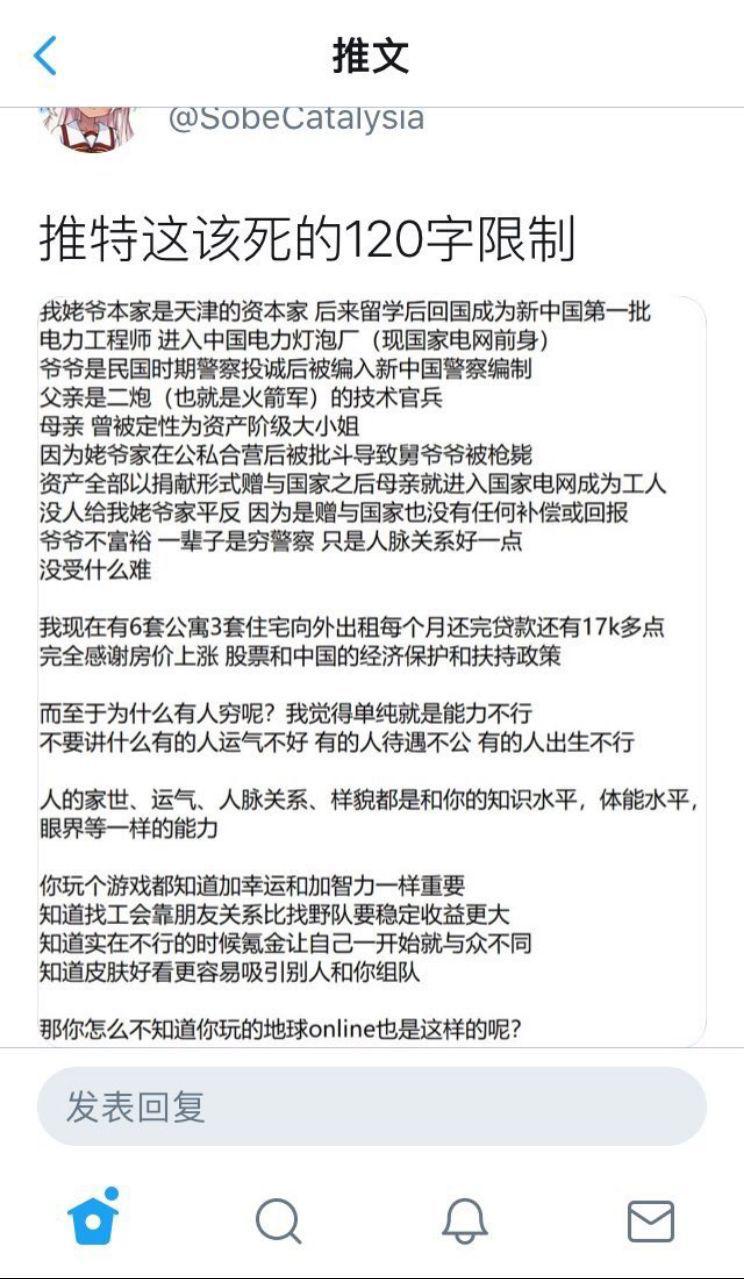 推文
@SobeCatalysia
推特这该死的120字限制
我姥爷本家是天津的资本家 后来留学后回国成为新中国第一批
电力工程师 进入中国电力灯泡厂（现国家电网前身）
爷爷是民国时期警察投诚后被编入新中国警察编制
父亲是二炮（也就是火箭军）的技术官兵
母亲 曾被定性为资产阶级大小姐
因为姥爷家在公私合营后被批斗导致舅爷爷被枪毙
资产全部以捐献形式赠与国家之后母亲就进入国家电网成为工人
没人给我姥爷家平反 因为是赠与国家也没有任何补偿或回报
爷爷不富裕 一辈子是穷警察 只是人脉关系好一点
没受什么难
我现在有6套公寓3套住宅向外出租每个月还完贷款还有17k多点
完全感谢房价上涨 股票和中国的经济保护和扶持政策
而至于为什么有人穷呢？我觉得单纯就是能力不行
不要讲什么有的人运气不好 有的人待遇不公 有的人出生不行
人的家世、运气、人脉关系、样貌都是和你的知识水平，体能水平，
眼界等一样的能力
你玩个游戏都知道加幸运和加智力一样重要
知道找工会靠朋友关系比找野队要稳定收益更大
知道实在不行的时候氪金让自己一开始就与众不同
知道皮肤好看更容易吸引别人和你组队
那你怎么不知道你玩的地球online也是这样的呢？
发表回复